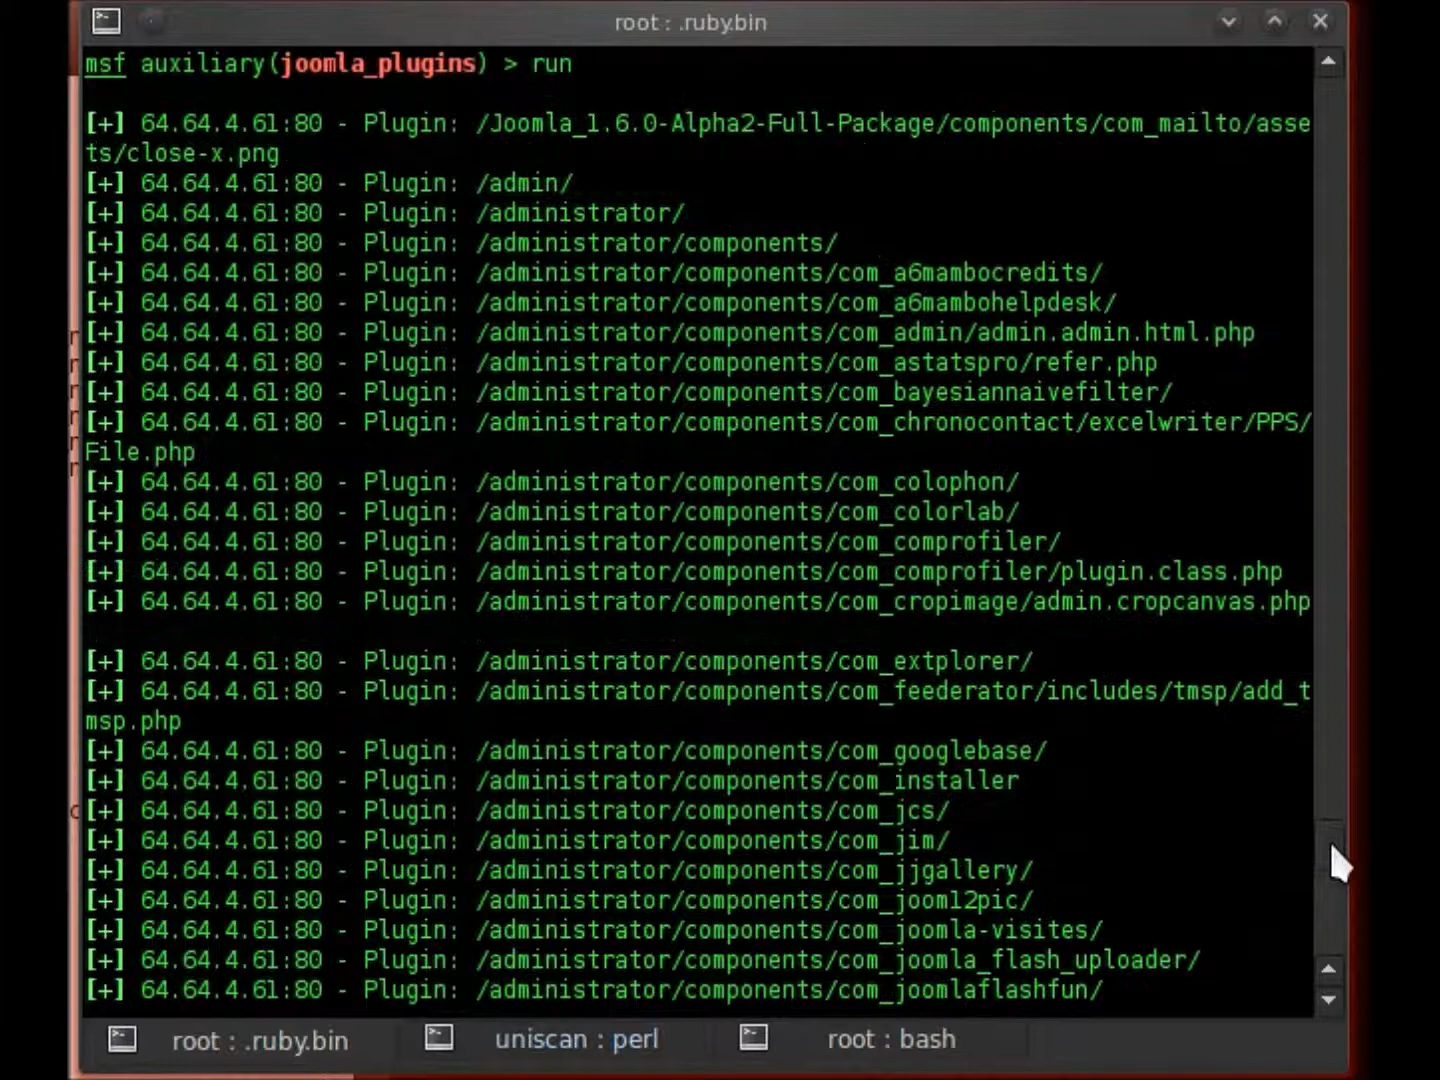 root : .ruby.bin
msf auxiliary(joomla_plugins) > run
[+] 64.64.4.61:80 - Plugin: /Joomla_1.6.0-Alpha2-Full-Package/components/com_mailto/asse
ts/close-x.png
[+] 64.64.4.61:80 - Plugin: /admin/
[+] 64.64.4.61:80 - Plugin: /administrator/
[+] 64.64.4.61:80 - Plugin: /administrator/components/
[+] 64.64.4.61:80 - Plugin: /administrator/components/com_a6mambocredits/
[+] 64.64.4.61:80 - Plugin: /administrator/components/com_a6mambohelpdesk/
[+] 64.64.4.61:80 - Plugin: /administrator/components/com_admin/admin.admin.html.php
[+] 64.64.4.61:80 - Plugin: /administrator/components/com_astatspro/refer.php
[+] 64.64.4.61:80 - Plugin: /administrator/components/com_bayesiannaivefilter/
[+] 64.64.4.61:80 - Plugin: /administrator/components/com_chronocontact/excelwriter/PPS/
File.php
[+] 64.64.4.61:80 - Plugin: /administrator/components/com_colophon/
[+] 64.64.4.61:80 - Plugin: /administrator/components/com_colorlab/
[+] 64.64.4.61:80 - Plugin: /administrator/components/com_comprofiler/
[+] 64.64.4.61:80 - Plugin: /administrator/components/com_comprofiler/plugin.class.php
[+] 64.64.4.61:80 - Plugin: /administrator/components/com_cropimage/admin.cropcanvas.php
[+] 64.64.4.61:80 - Plugin: /administrator/components/com_extplorer/
[+] 64.64.4.61:80 - Plugin: /administrator/components/com_feederator/includes/tmsp/add_t
msp.php
[+] 64.64.4.61:80 - Plugin: /administrator/components/com_googlebase/
[+] 64.64.4.61:80 - Plugin: /administrator/components/com_installer
[+] 64.64.4.61:80 - Plugin: /administrator/components/com_jcs/
[+] 64.64.4.61:80 - Plugin: /administrator/components/com_jim/
[+] 64.64.4.61:80 - Plugin: /administrator/components/com_jjgallery/
[+] 64.64.4.61:80 - Plugin: /administrator/components/com_jooml2pic/
[+] 64.64.4.61:80 - Plugin: /administrator/components/com_joomla-visites/
[+] 64.64.4.61:80 - Plugin: /administrator/components/com_joomla_flash_uploader/
[+] 64.64.4.61:80 - Plugin: /administrator/components/com_joomlaflashfun/
root : .ruby.bin
uniscan : perl
root : bash